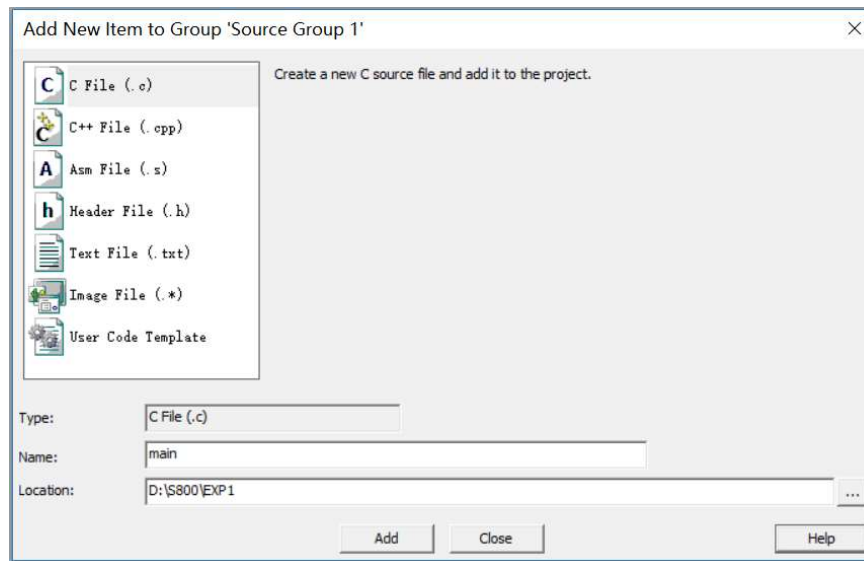 Add New Item to Group 'Source Group 1'
C File (.c)
Create a new C source file and add it to the project.
C++ File (.cpp)
Asm File (.s)
Header File (.h)
Text File (.txt)
Image File (.*)
User Code Template
Type:
C File (.c)
Name:
main
Location:
D:\S800\EXP1
...
Add
Close
Help